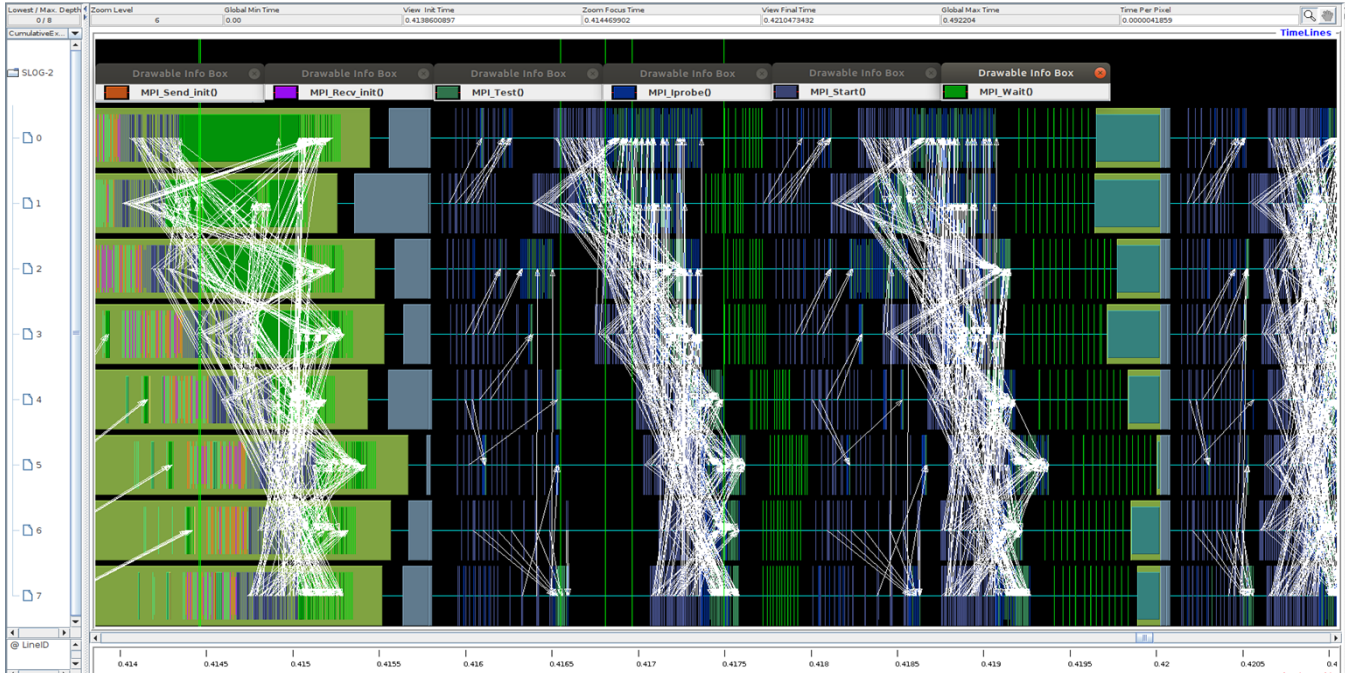 Lowest / Max. Depth
Zoom Level
Global Min Time
View Init Time
Zoom Focus Time
View Final Time
Global Max Time
Time Per Pixel
0 / 8
6
0.00
0.4138600897
0.414469902
0.4210473432
0.492204
0.0000041859
CumulativeEx...
TimeLines
SLOG-2
Drawable Info Box
Drawable Info Box
Drawable Info Box
Drawable Info Box
Drawable Info Box
Drawable Info Box
MPI_Send_init()
MPI_Recv_init()
MPI_Test()
MPI_Iprobe()
MPI_Start()
MPI_Wait()
0
1
2
3
4
5
6
7
@ LineID
0.414
0.4145
0.415
0.4155
0.416
0.4165
0.417
0.4175
0.418
0.4185
0.419
0.4195
0.42
0.4205
0.4